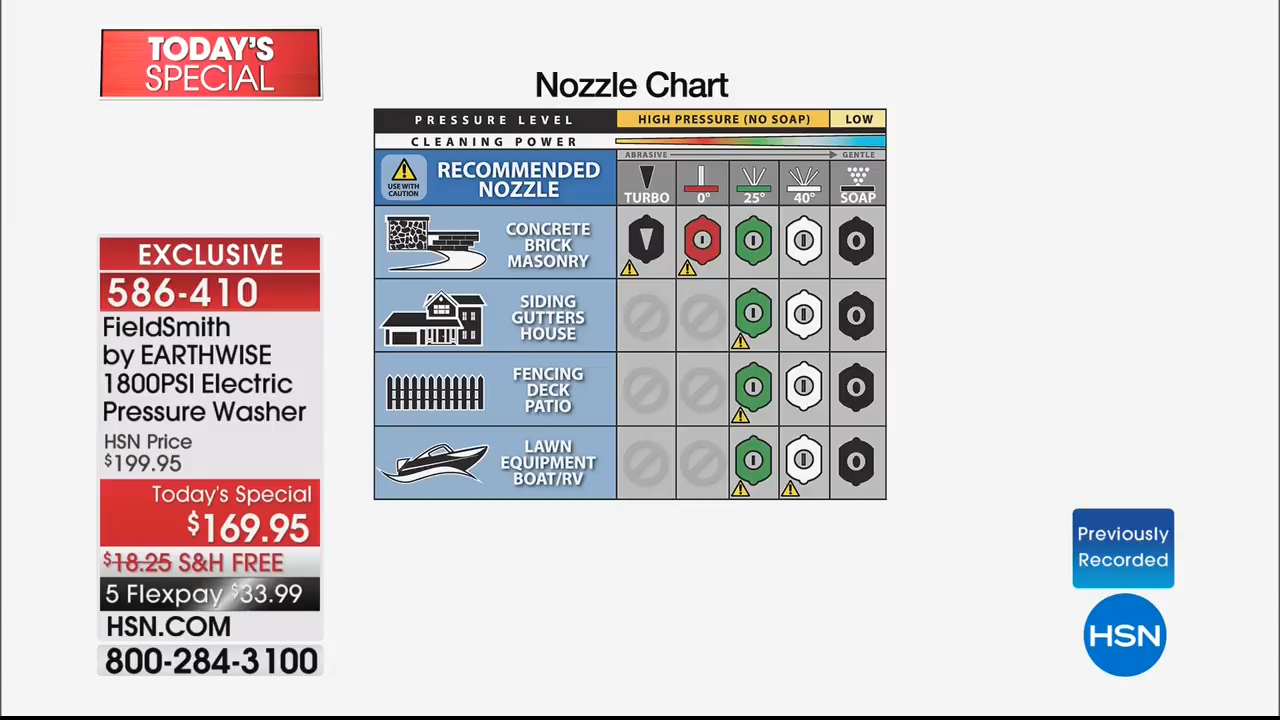 TODAY'S
SPECIAL
Nozzle Chart
PRESSURE LEVEL
HIGH PRESSURE (NO SOAP)
LOW
CLEANING POWER
ABRASIVE
GENTLE
USE WITH
CAUTION
RECOMMENDED
NOZZLE
TURBO
0°
25°
40°
SOAP
CONCRETE
BRICK
MASONRY
SIDING
GUTTERS
HOUSE
FENCING
DECK
PATIO
LAWN
EQUIPMENT
BOAT/RV
EXCLUSIVE
586-410
FieldSmith
by EARTHWISE
1800PSI Electric
Pressure Washer
HSN Price
$199.95
Today's Special
$169.95
$18.25 S&H FREE
5 Flexpay $33.99
HSN.COM
800-284-3100
Previously
Recorded
HSN